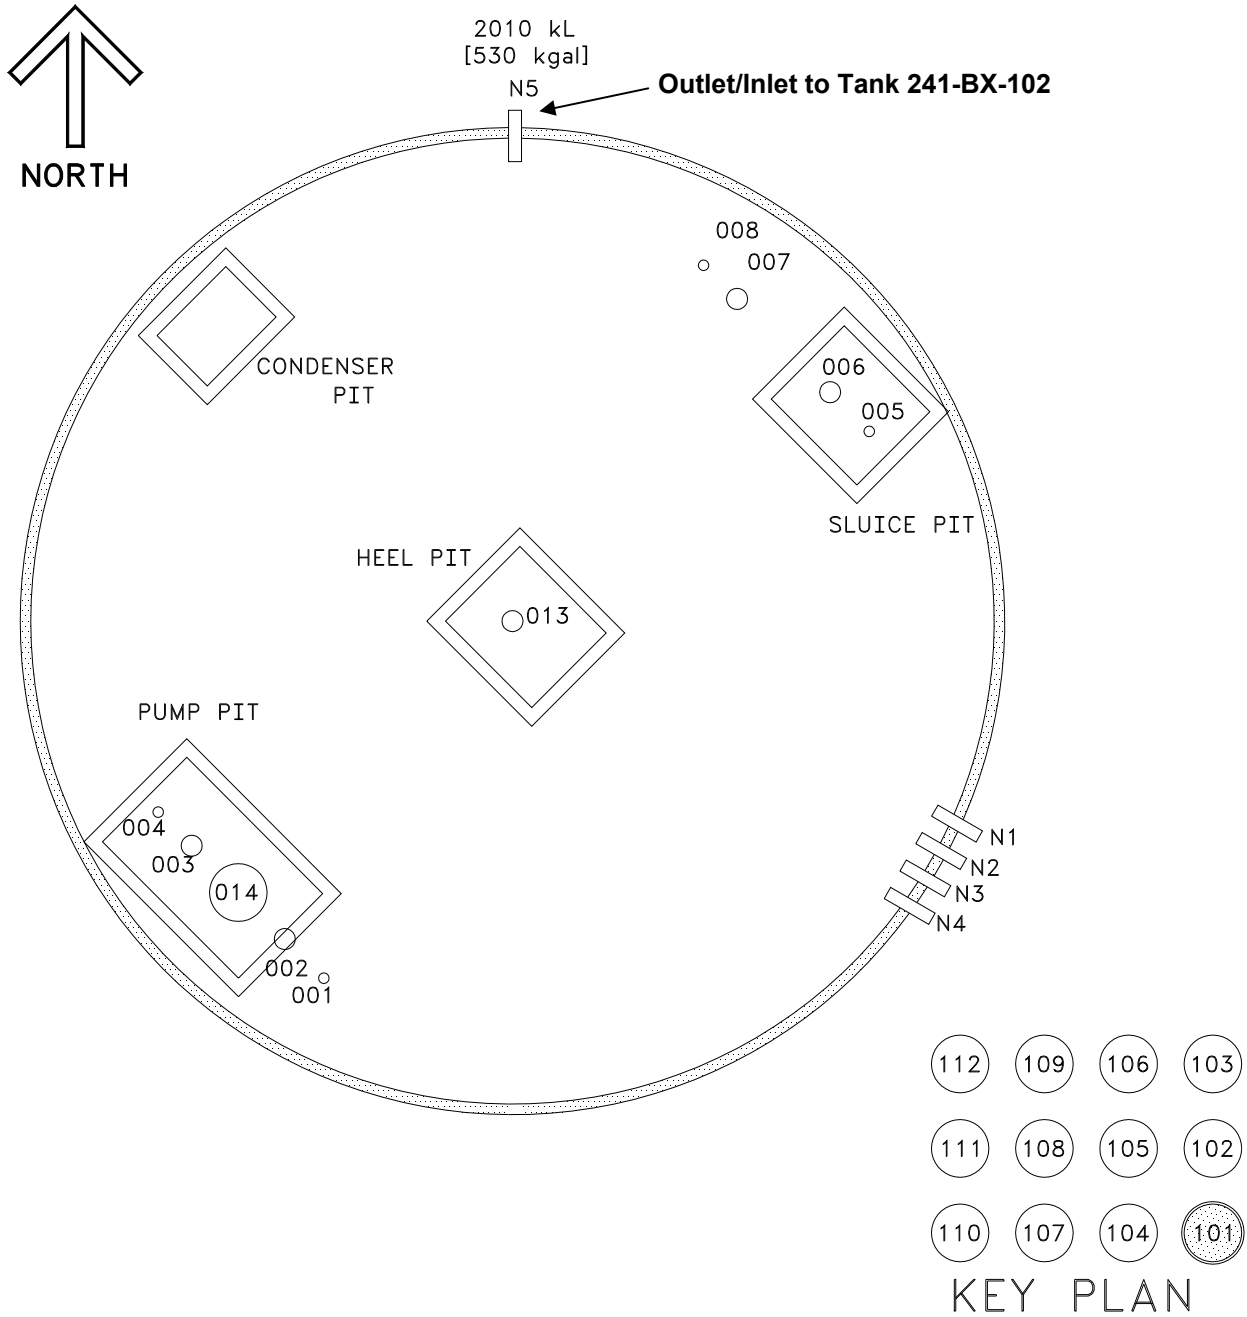 2010 kL
[530 kgal]
N5
Outlet/Inlet to Tank 241-BX-102
NORTH
008
007
CONDENSER
PIT
006
005
SLUICE PIT
HEEL PIT
013
PUMP PIT
004
003
014
002
001
N1
N2
N3
N4
112 109 106 103
111 108 105 102
110 107 104 101
KEY PLAN